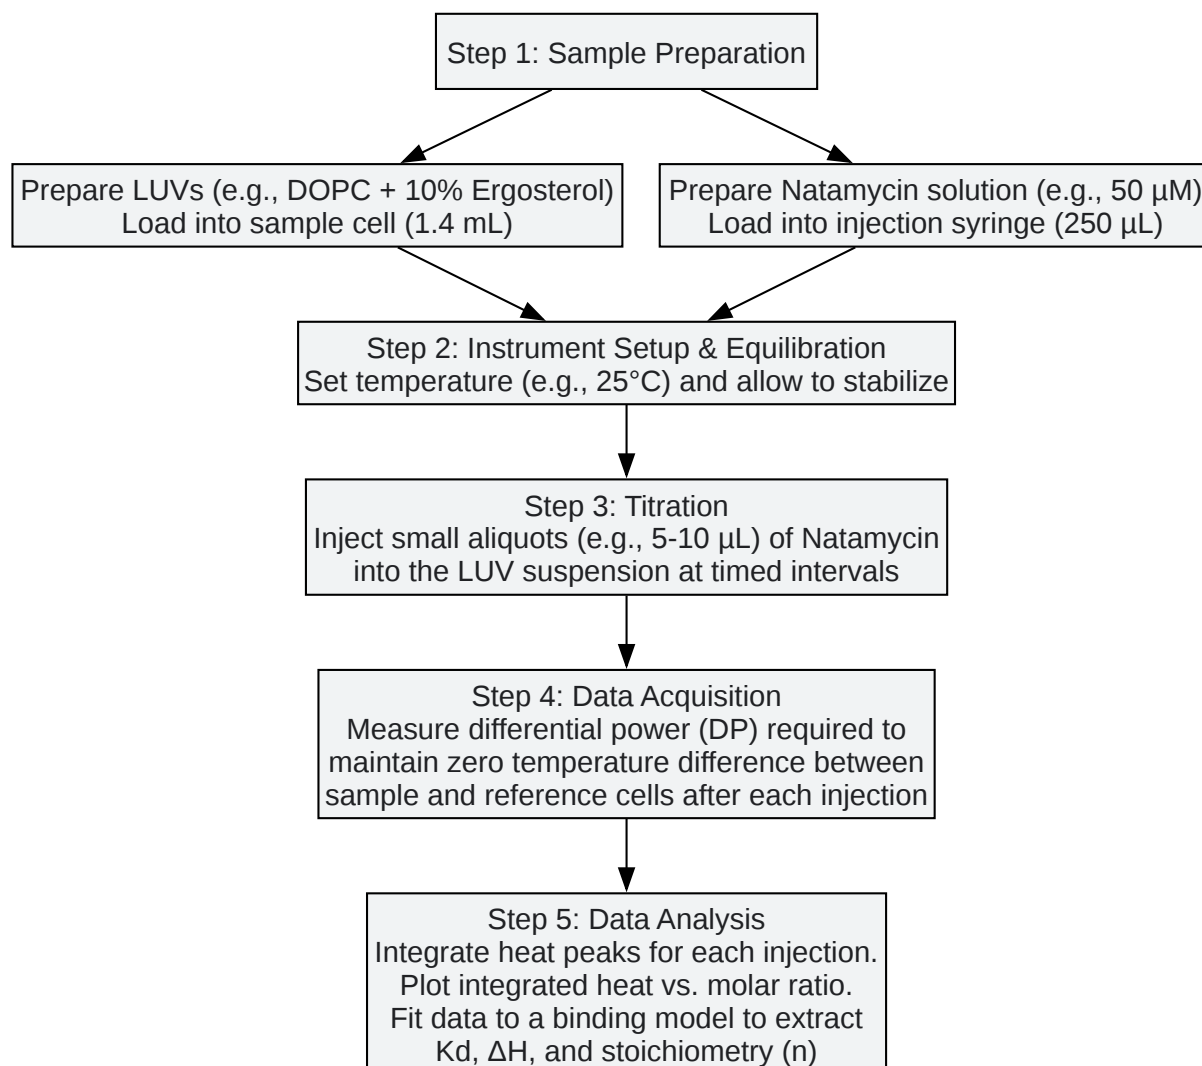 Step 1: Sample Preparation
Prepare LUVs (e.g., DOPC + 10% Ergosterol)
Load into sample cell (1.4 mL)
Prepare Natamycin solution (e.g., 50 µM)
Load into injection syringe (250 µL)
Step 2: Instrument Setup & Equilibration
Set temperature (e.g., 25°C) and allow to stabilize
Step 3: Titration
Inject small aliquots (e.g., 5-10 µL) of Natamycin
into the LUV suspension at timed intervals
Step 4: Data Acquisition
Measure differential power (DP) required to
maintain zero temperature difference between
sample and reference cells after each injection
Step 5: Data Analysis
Integrate heat peaks for each injection.
Plot integrated heat vs. molar ratio.
Fit data to a binding model to extract
Kd, ΔH, and stoichiometry (n)